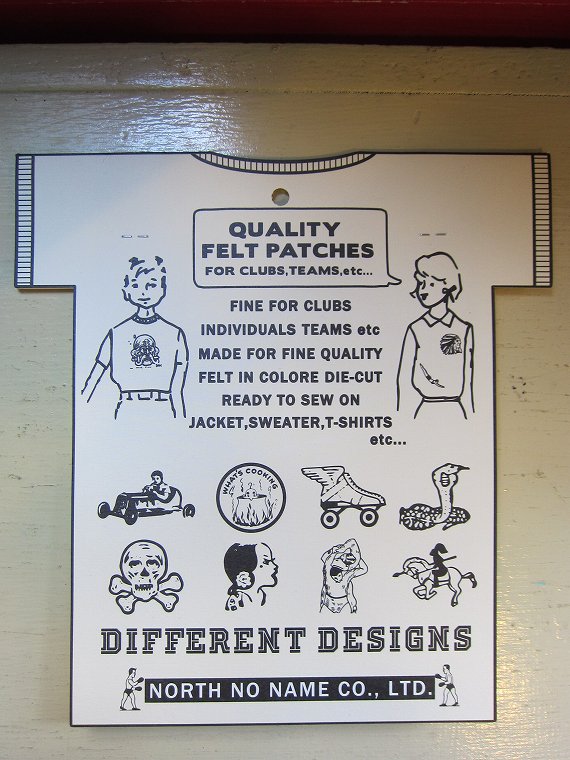 QUALITY
FELT PATCHES
FOR CLUBS,TEAMS,etc...
FINE FOR CLUBS
INDIVIDUALS TEAMS etc
MADE FOR FINE QUALITY
FELT IN COLORE DIE-CUT
READY TO SEW ON
JACKET,SWEATER,T-SHIRTS
etc...
WHATS COOKING
DIFFERENT DESIGNS
NORTH NO NAME CO., LTD.